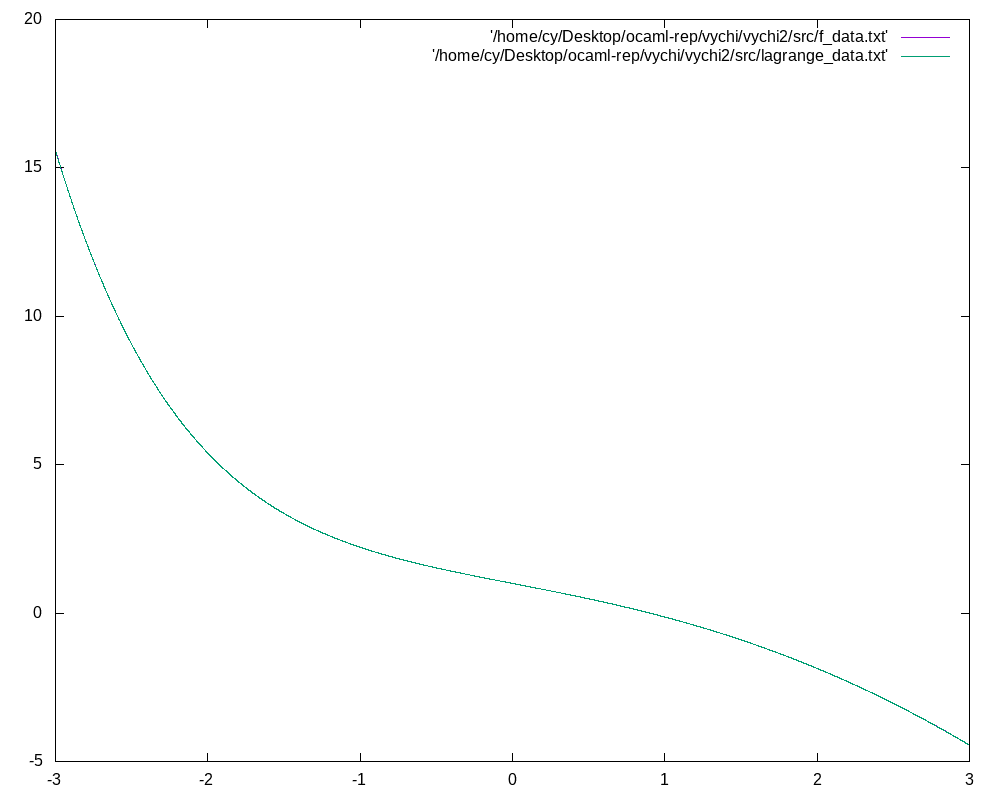 20
'/home/cy/Desktop/ocaml-rep/vychi/vychi2/src/f_data.txt'
'/home/cy/Desktop/ocaml-rep/vychi/vychi2/src/lagrange_data.txt'
15
10
5
0
-5
-3 -2 -1 0 1 2 3